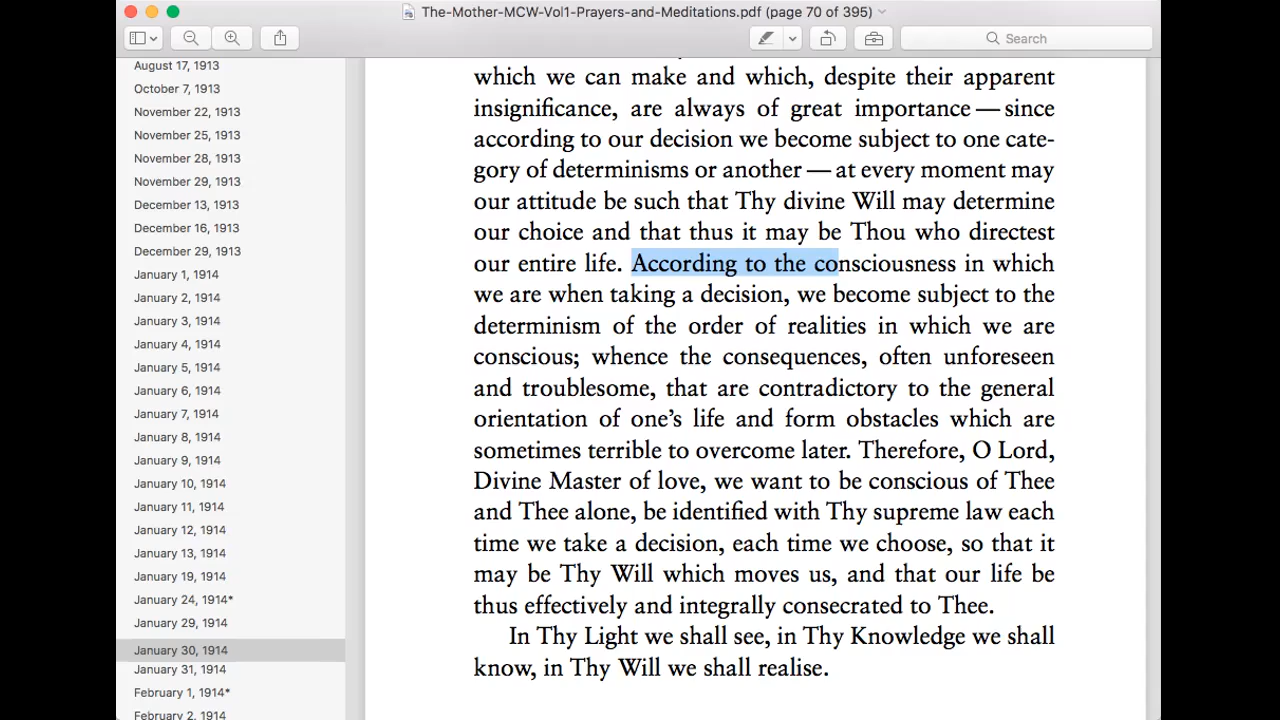 The-Mother-MCW-Vol1-Prayers-and-Meditations.pdf (page 70 of 395)
Search
August 17, 1913
October 7, 1913
November 22, 1913
November 25, 1913
November 28, 1913
November 29, 1913
December 13, 1913
December 16, 1913
December 29, 1913
January 1, 1914
January 2, 1914
January 3, 1914
January 4, 1914
January 5, 1914
January 6, 1914
January 7, 1914
January 8, 1914
January 9, 1914
January 10, 1914
January 11, 1914
January 12, 1914
January 13, 1914
January 19, 1914
January 24, 1914*
January 29, 1914
January 30, 1914
January 31, 1914
February 1, 1914*
February 2, 1914
which we can make and which, despite their apparent
insignificance, are always of great importance — since
according to our decision we become subject to one cate-
gory of determinisms or another — at every moment may
our attitude be such that Thy divine Will may determine
our choice and that thus it may be Thou who directest
our entire life. According to the consciousness in which
we are when taking a decision, we become subject to the
determinism of the order of realities in which we are
conscious; whence the consequences, often unforeseen
and troublesome, that are contradictory to the general
orientation of one’s life and form obstacles which are
sometimes terrible to overcome later. Therefore, O Lord,
Divine Master of love, we want to be conscious of Thee
and Thee alone, be identified with Thy supreme law each
time we take a decision, each time we choose, so that it
may be Thy Will which moves us, and that our life be
thus effectively and integrally consecrated to Thee.
In Thy Light we shall see, in Thy Knowledge we shall
know, in Thy Will we shall realise.